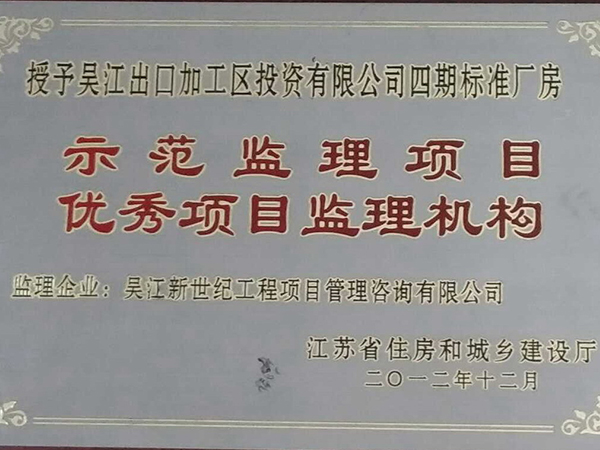 授予吴江出口加工区投资有限公司四期标准厂房
示范监理项目
优秀项目监理机构
监理企业：吴江新世纪工程项目管理咨询有限公司
江苏省住房和城乡建设厅
二〇一二年十二月